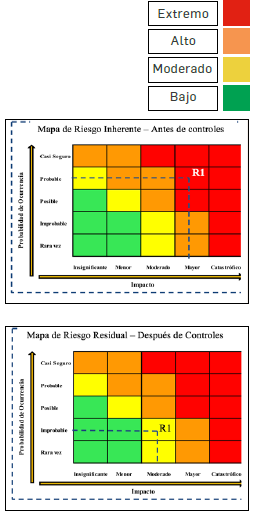 Extremo
Alto
Moderado
Bajo
Mapa de Riesgo Inherente – Antes de controles
Probabilidad de Ocurrencia
Casi Seguro
Probable
R1
Posible
Improbable
Rara vez
Insignificante Menor Moderado Mayor Catastrófico
Impacto
Mapa de Riesgo Residual – Después de Controles
Probabilidad de Ocurrencia
Casi Seguro
Probable
Posible
Improbable
R1
Rara vez
Insignificante Menor Moderado Mayor Catastrófico
Impacto